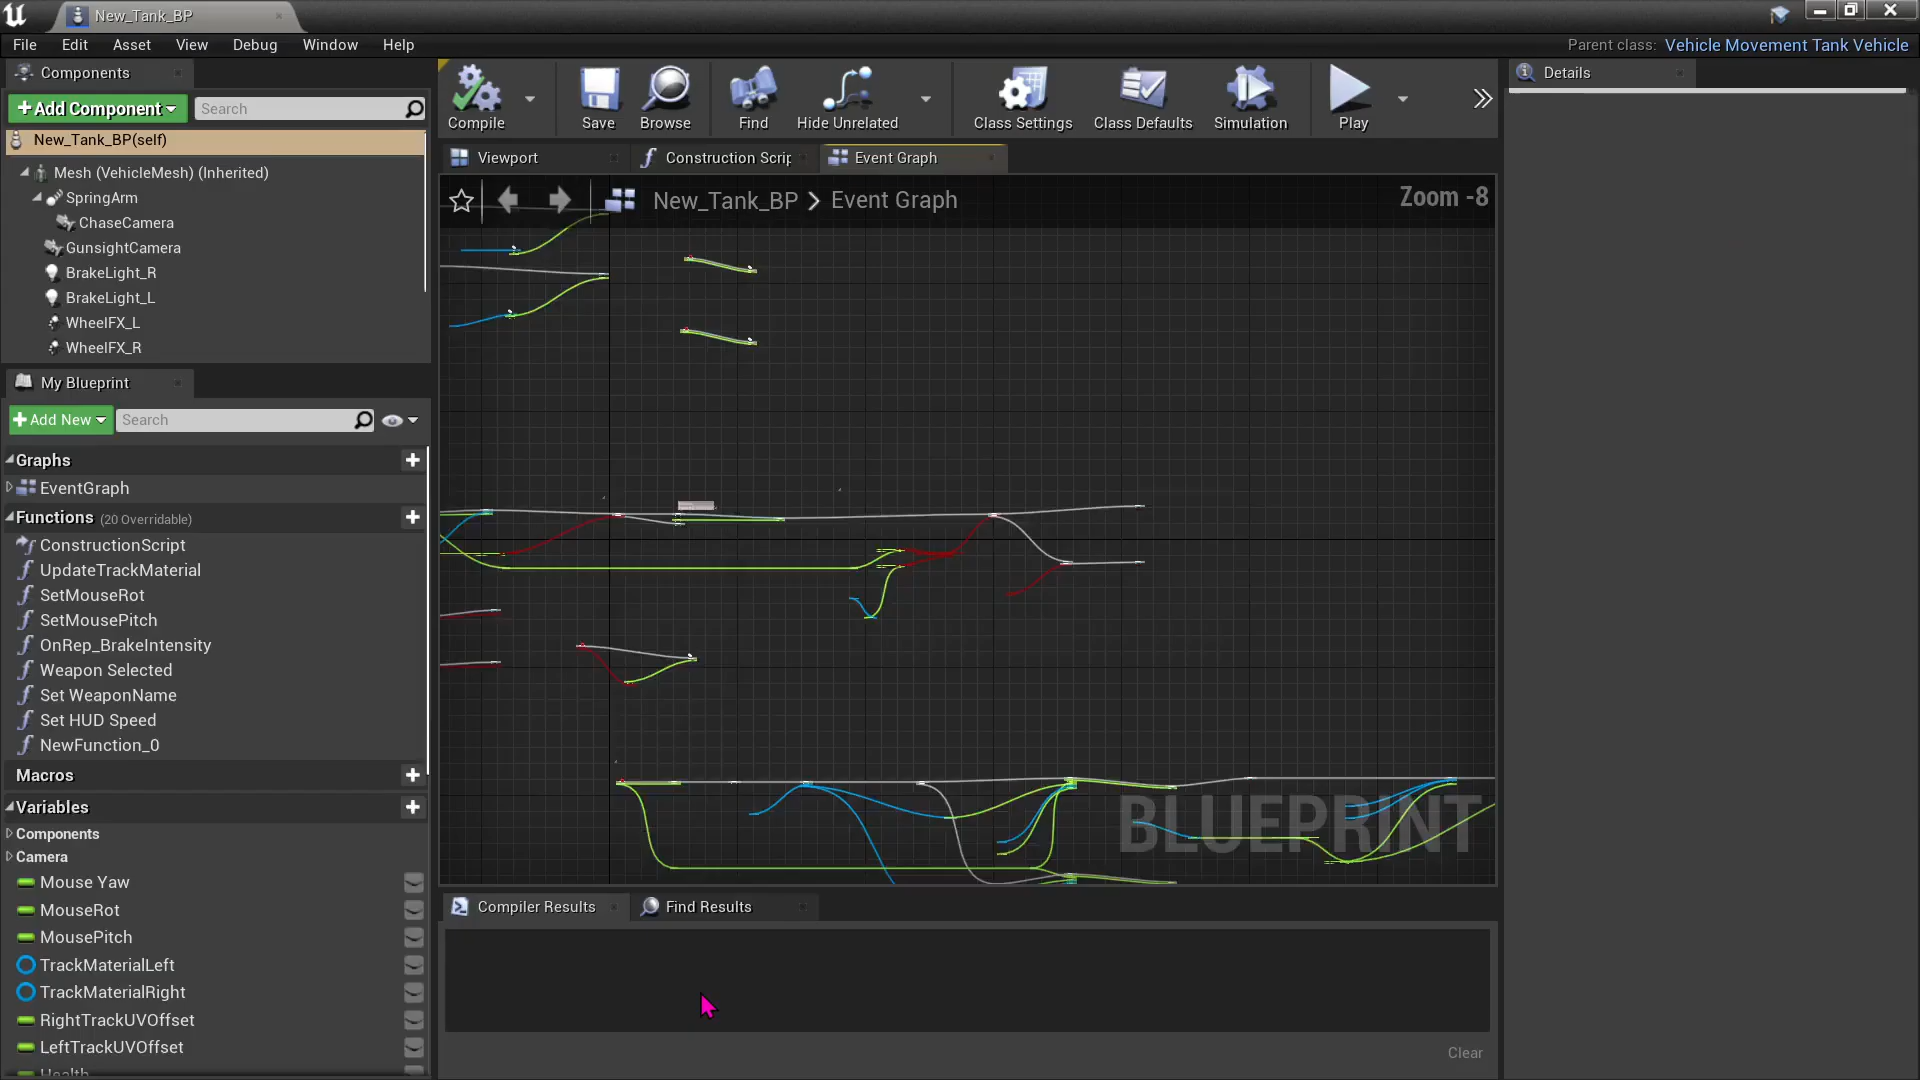 New_Tank_BP
File Edit Asset View Debug Window Help
Parent class: Vehicle Movement Tank Vehicle
Components
+ Add Component
Search
New_Tank_BP(self)
Mesh (VehicleMesh) (Inherited)
SpringArm
ChaseCamera
GunsightCamera
BrakeLight_R
BrakeLight_L
WheelFX_L
WheelFX_R
My Blueprint
+ Add New
Search
Graphs
EventGraph
Functions (20 Overridable)
ConstructionScript
UpdateTrackMaterial
SetMouseRot
SetMousePitch
OnRep_BrakeIntensity
Weapon Selected
Set WeaponName
Set HUD Speed
NewFunction_0
Macros
Variables
Components
Camera
Mouse Yaw
MouseRot
MousePitch
TrackMaterialLeft
TrackMaterialRight
RightTrackUVOffset
LeftTrackUVOffset
Health
Compile
Save
Browse
Find
Hide Unrelated
Class Settings
Class Defaults
Simulation
Play
Viewport
Construction Scrip
Event Graph
New_Tank_BP > Event Graph
Zoom -8
BLUEPRINT
Compiler Results
Find Results
Clear
Details